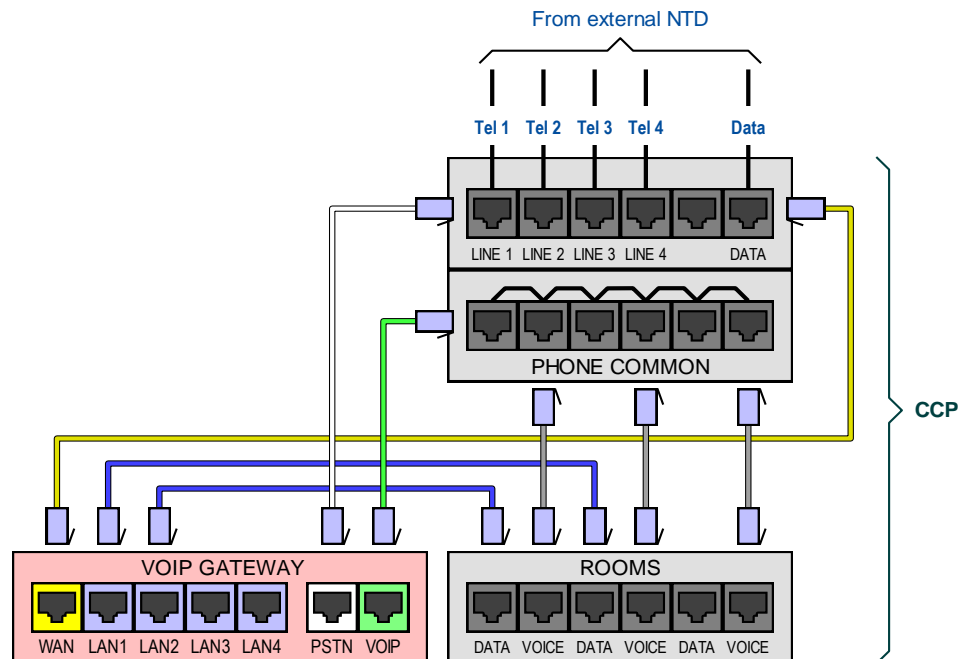 From external NTD
Tel 1 Tel 2 Tel 3 Tel 4 Data
LINE 1 LINE 2 LINE 3 LINE 4 DATA
PHONE COMMON
CCP
VOIP GATEWAY
WAN LAN1 LAN2 LAN3 LAN4 PSTN VOIP
ROOMS
DATA VOICE DATA VOICE DATA VOICE